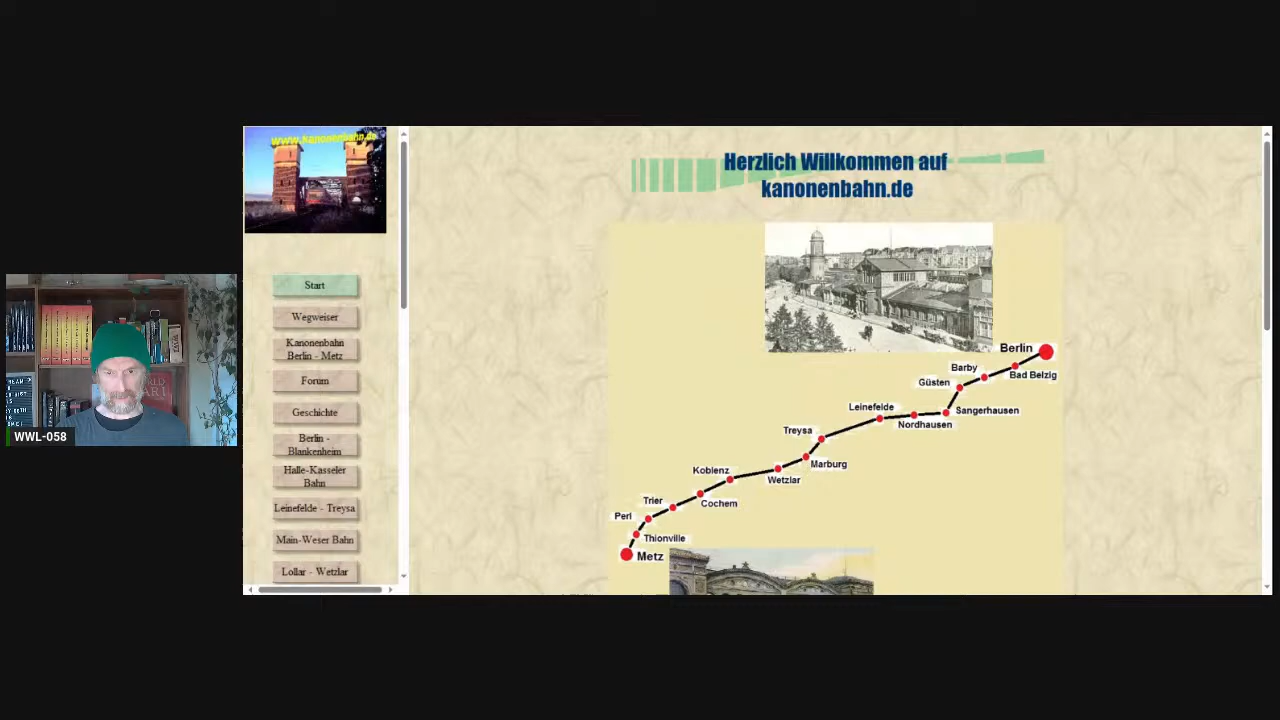 www.kanonenbahn.de
Herzlich Willkommen auf
kanonenbahn.de
Start
Wegweiser
Kanonenbahn
Berlin - Metz
Forum
Geschichte
Berlin -
Blankenheim
Halle-Kasseler
Bahn
Leinefelde - Treysa
Main-Weser Bahn
Lollar - Wetzlar
Berlin
Bad Belzig
Barby
Güsten
Sangerhausen
Leinefelde
Nordhausen
Treysa
Marburg
Koblenz
Wetzlar
Trier
Cochem
Perl
Thionville
Metz
WWL-058